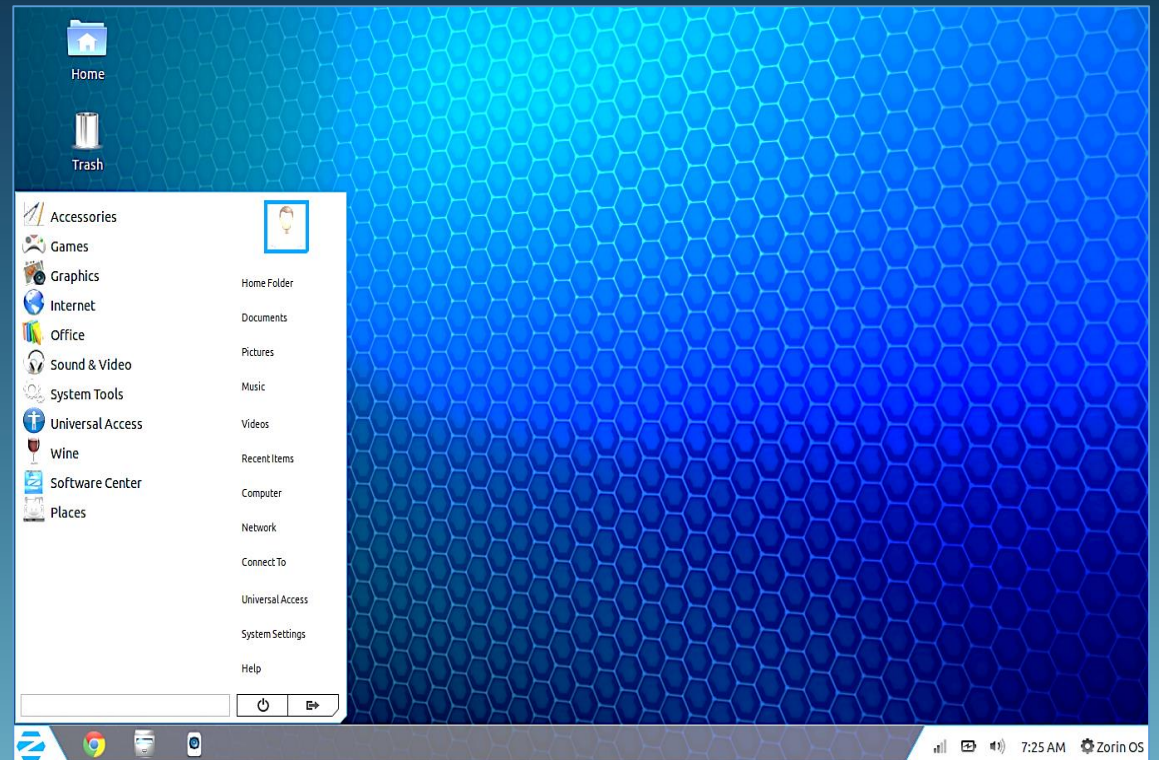 Home
Trash
Accessories
Games
Graphics
Internet
Office
Sound & Video
System Tools
Universal Access
Wine
Software Center
Places
Home Folder
Documents
Pictures
Music
Videos
Recent Items
Computer
Network
Connect To
Universal Access
System Settings
Help
7:25 AM Zorin OS